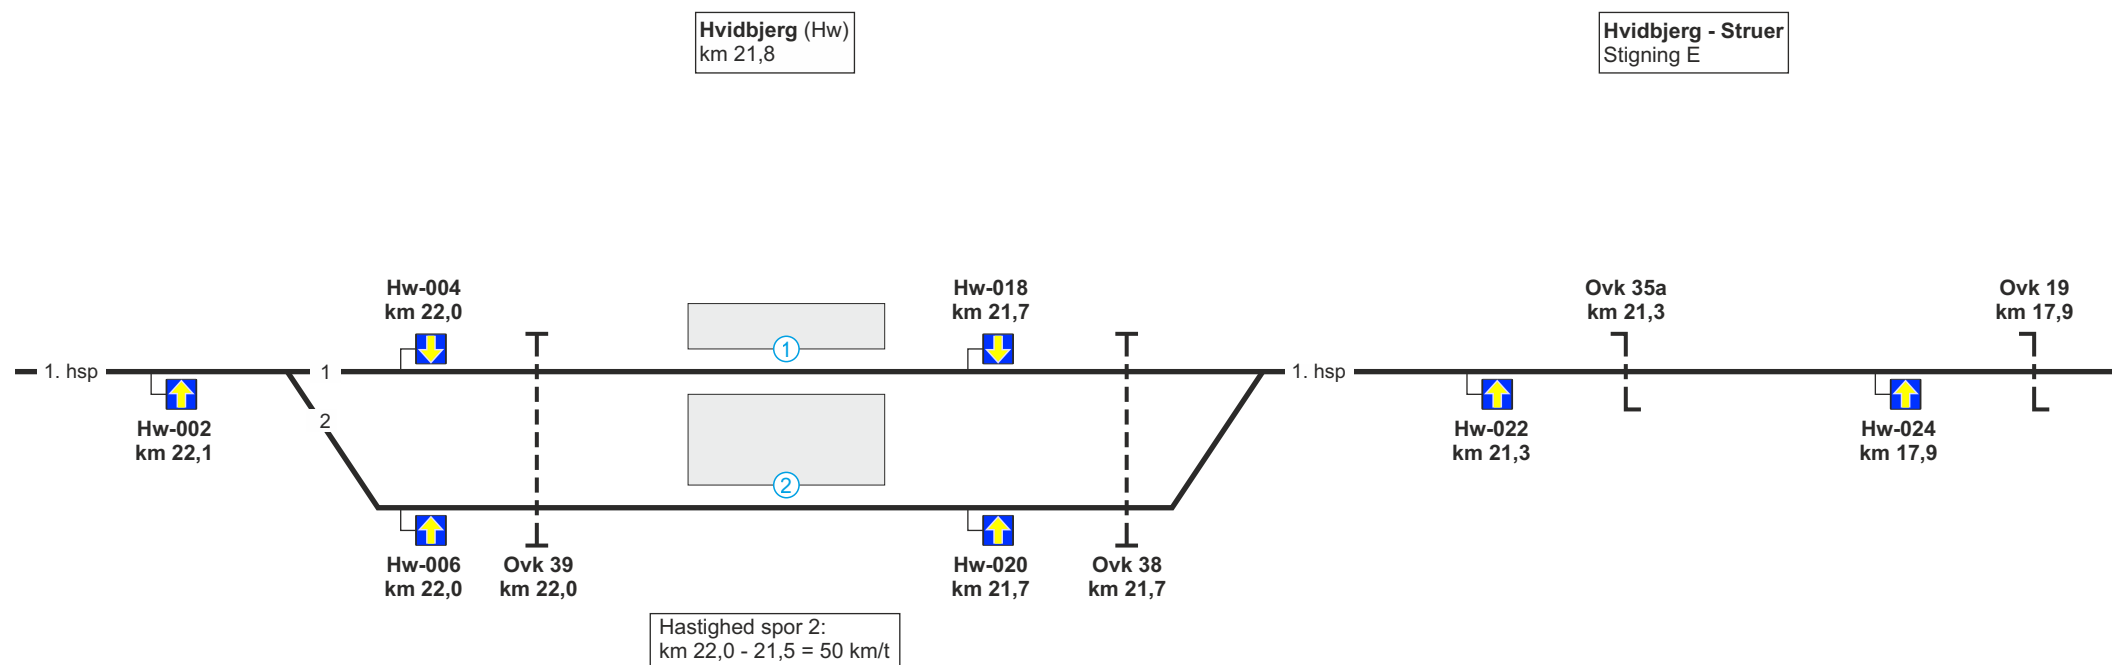 Hvidbjerg (Hw)
km 21,8
Hvidbjerg - Struer
Stigning E
Hw-004
km 22,0
Hw-018
km 21,7
Ovk 35a
km 21,3
Ovk 19
km 17,9
1
1. hsp
1
1. hsp
2
Hw-002
km 22,1
Hw-022
km 21,3
Hw-024
km 17,9
2
Hw-006
km 22,0
Ovk 39
km 22,0
Hw-020
km 21,7
Ovk 38
km 21,7
Hastighed spor 2:
km 22,0 - 21,5 = 50 km/t